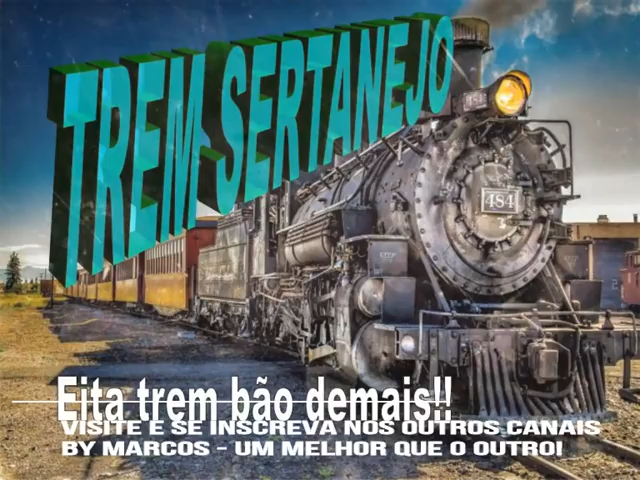 TREM SERTANEJO
484
484
Eita trem bão demais!!
VISITE E SE INSCREVA NOS OUTROS CANAIS
BY MARCOS - UM MELHOR QUE O OUTRO!